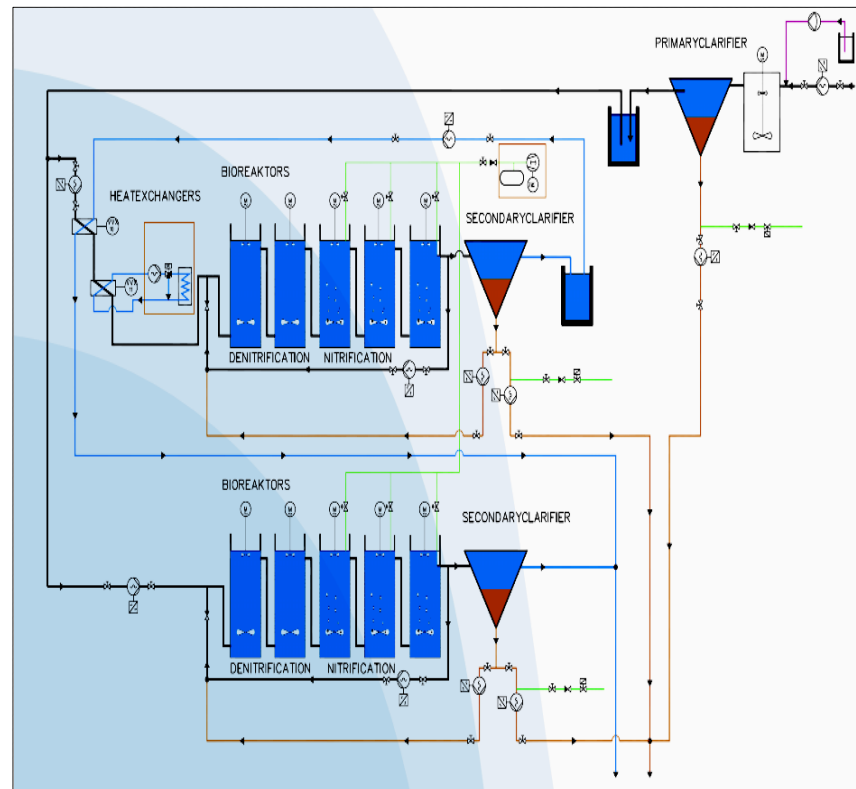 PRIMARYCLARIFIER
M
BIOREAKTORS
HEATEXCHANGERS
SECONDARYCLARIFIER
M M M M M
DENITRIFICATION NITRIFICATION
BIOREAKTORS
SECONDARYCLARIFIER
M M M M M
DENITRIFICATION NITRIFICATION